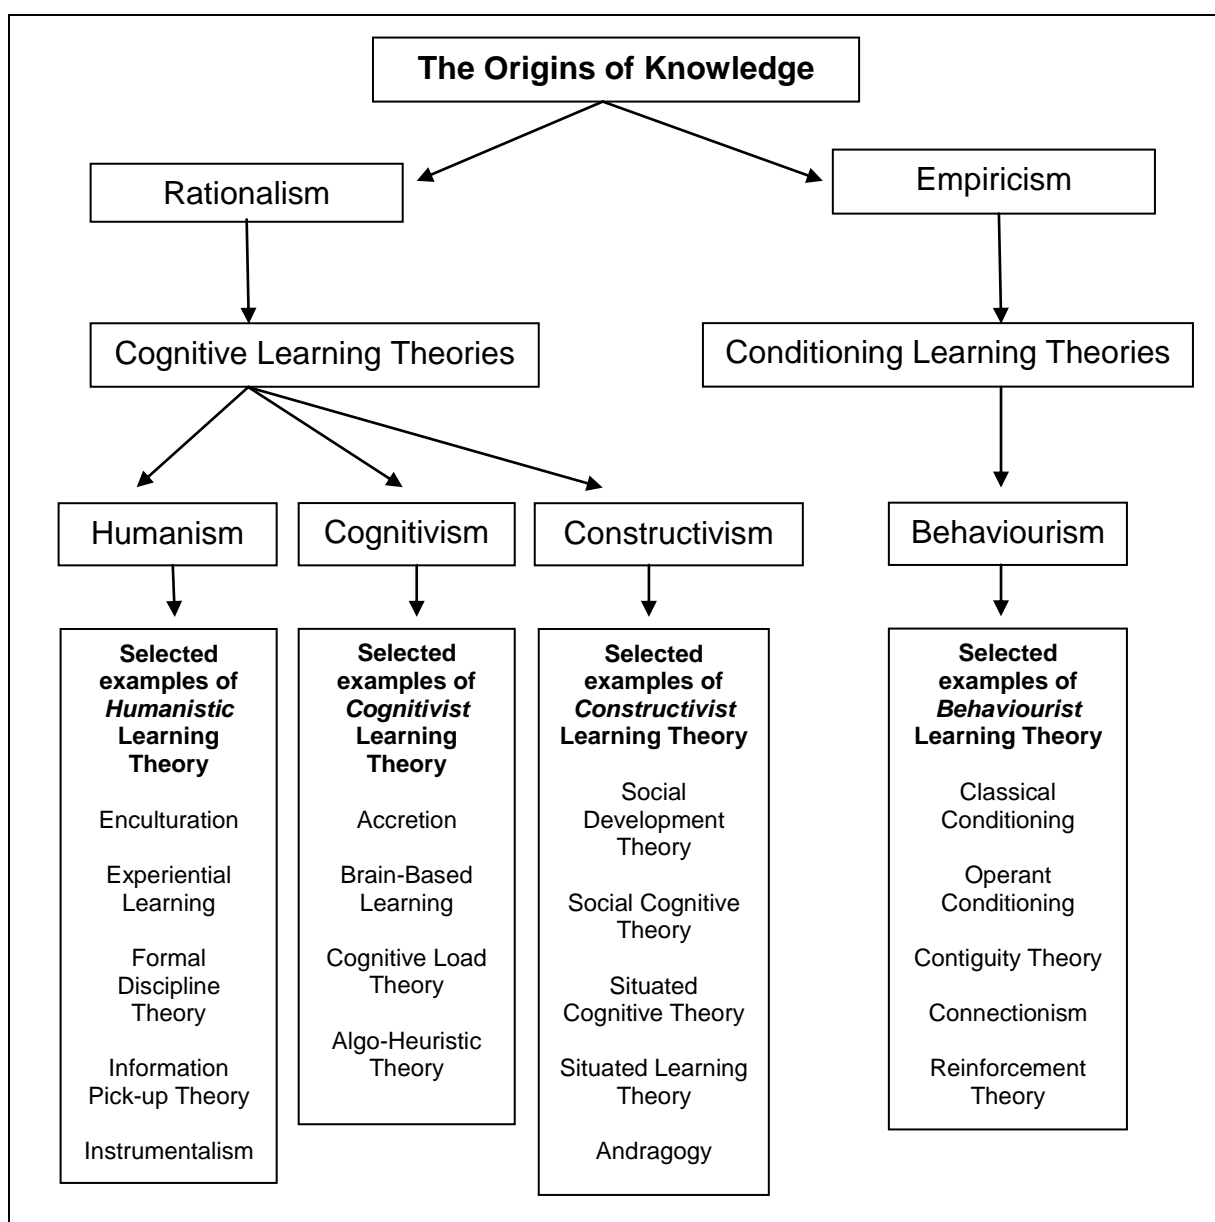 The Origins of Knowledge
Rationalism
Empiricism
Cognitive Learning Theories
Conditioning Learning Theories
Humanism
Cognitivism
Constructivism
Behaviourism
Selected
examples of
Humanistic
Learning
Theory
Enculturation
Experiential
Learning
Formal
Discipline
Theory
Information
Pick-up Theory
Instrumentalism
Selected
examples of
Cognitivist
Learning
Theory
Accretion
Brain-Based
Learning
Cognitive Load
Theory
Algo-Heuristic
Theory
Selected
examples of
Constructivist
Learning Theory
Social
Development
Theory
Social Cognitive
Theory
Situated
Cognitive Theory
Situated Learning
Theory
Andragogy
Selected
examples of
Behaviourist
Learning Theory
Classical
Conditioning
Operant
Conditioning
Contiguity Theory
Connectionism
Reinforcement
Theory